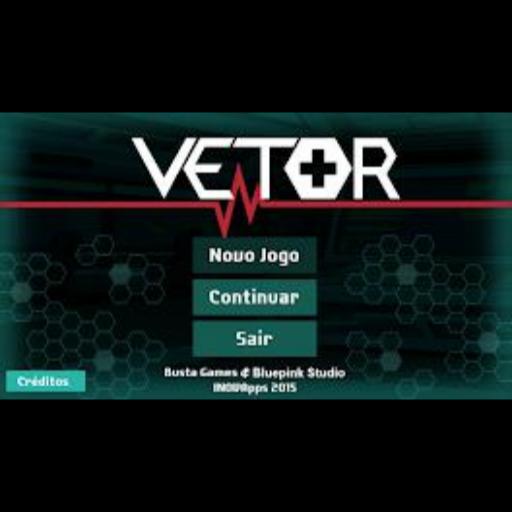 VETOR
Novo Jogo
Continuar
Sair
Busta Games & Bluepink Studio
INOVApps 2015
Créditos